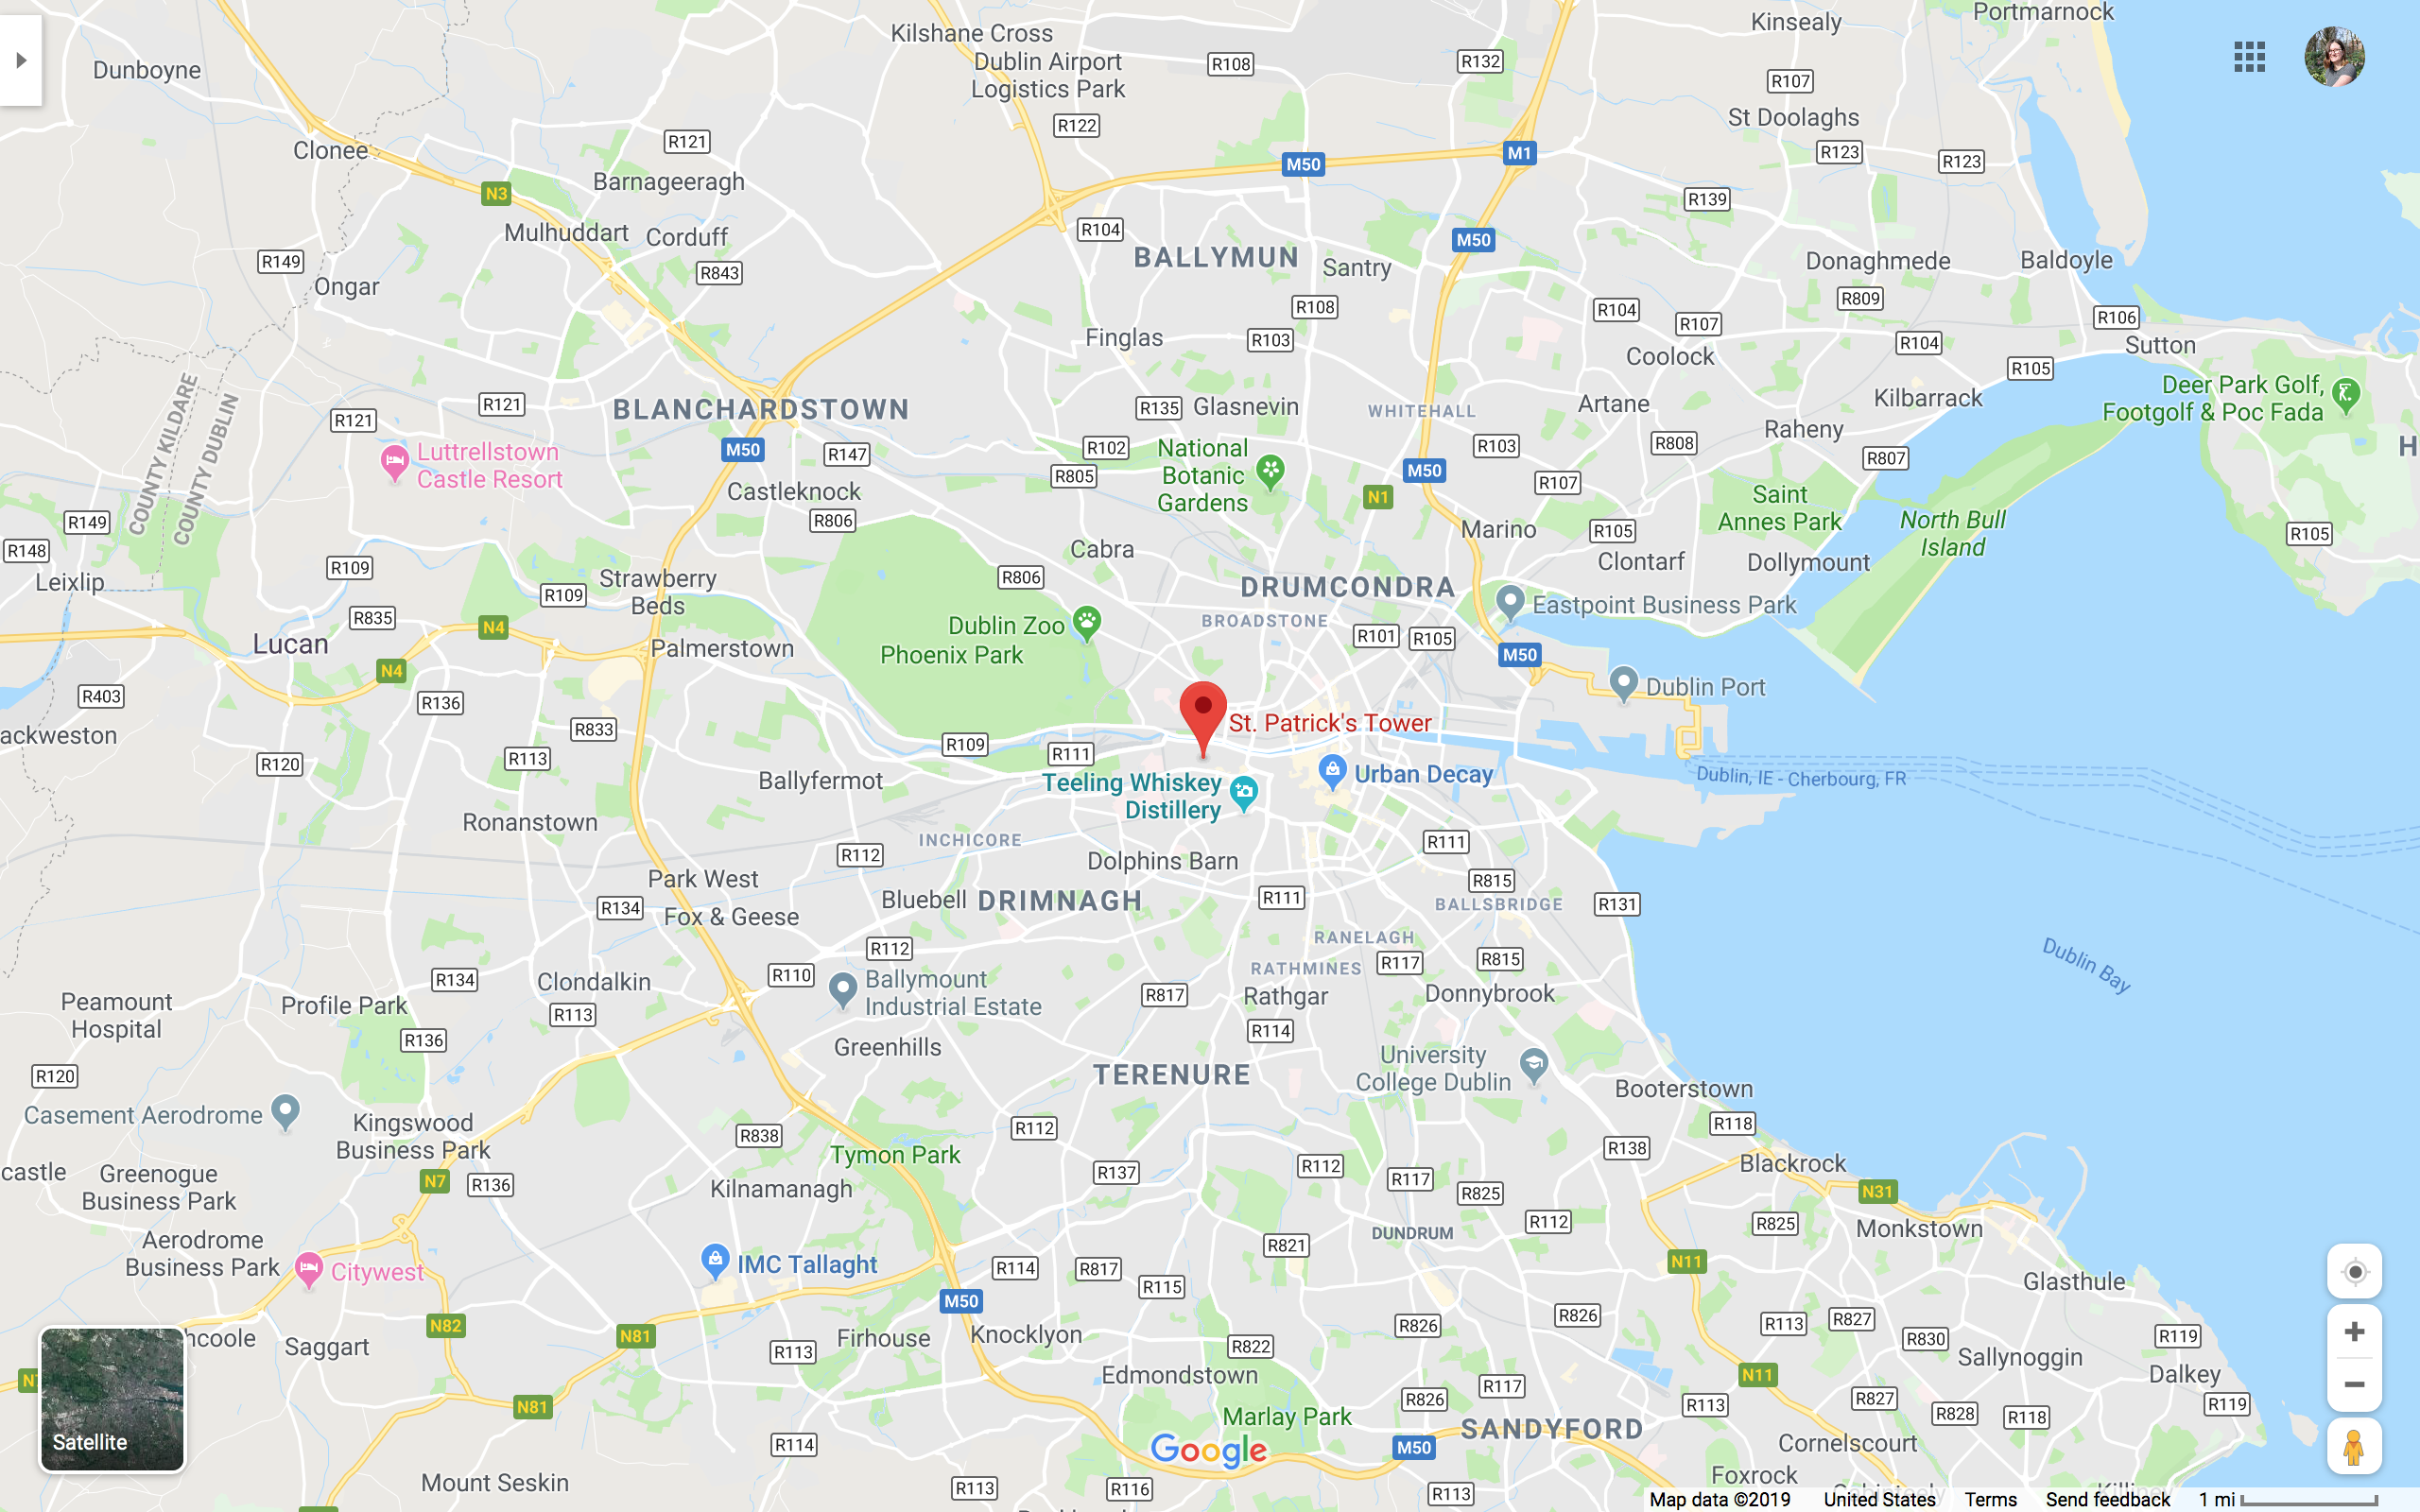 Portmarnock
Kilshane Cross
Kinsealy
Dublin Airport
Logistics Park
R108
R132
Dunboyne
R107
St Doolaghs
R122
R121
Clonee
M50
M1
R123
R123
Barnageeragh
N3
R139
Mulhuddart
Corduff
R104
M50
BALLYMUN
Santry
R149
R843
Donaghmede
Baldoyle
Ongar
R809
R108
R104
R107
R106
Finglas
R103
Coolock
R104
Sutton
R105
COUNTY KILDARE
COUNTY DUBLIN
R121
R121
BLANCHARDSTOWN
R135
Glasnevin
WHITEHALL
Artane
Kilbarrack
Deer Park Golf,
Footgolf & Poc Fada
Raheny
H
Luttrellstown
Castle Resort
M50
R147
R102
R805
National
Botanic
Gardens
M50
R103
R808
R807
Castleknock
R806
N1
R107
Saint
Annes Park
North Bull
Island
R149
R148
Leixlip
Marino
R105
Clontarf
Dollymount
R105
R109
Cabra
Strawberry
Beds
R109
R806
DRUMCONDRA
Eastpoint Business Park
R835
N4
Lucan
Dublin Zoo
Phoenix Park
BROADSTONE
R101
R105
Palmerstown
M50
N4
R403
R136
Dublin Port
R833
St. Patrick's Tower
ackweston
R109
R111
R120
R113
Ballyfermot
Teeling Whiskey
Distillery
Urban Decay
Dublin, IE - Cherbourg, FR
Ronanstown
INCHICORE
R111
R112
Dolphins Barn
Park West
R815
Bluebell
DRIMNAGH
R111
BALLSBRIDGE
R131
R134
Fox & Geese
R112
RANELAGH
Dublin Bay
R134
Clondalkin
R110
Ballymount
Industrial Estate
RATHMINES
R117
R815
Peamount
Hospital
Profile Park
R817
Rathgar
Donnybrook
R113
R136
R114
Greenhills
University
College Dublin
R120
TERENURE
Booterstown
Casement Aerodrome
Kingswood
Business Park
R838
R112
R118
Tymon Park
R138
Blackrock
castle
Greenogue
Business Park
N7
R136
Kilnamanagh
R137
R112
R117
R825
N31
R112
R825
Monkstown
Aerodrome
Business Park
DUNDRUM
R821
Citywest
IMC Tallaght
R114
R817
R115
N11
Glasthule
M50
N82
R826
R826
R113
R827
R830
R119
hcoole
Saggart
N81
Firhouse
Knocklyon
R822
R113
Sallynoggin
Edmondstown
Dalkey
N11
R117
R826
N81
R113
R827
R828
R118
R119
Marlay Park
SANDYFORD
Satellite
R114
Google
M50
Cornelscourt
Mount Seskin
R113
R116
R113
Foxrock
Map data ©2019
United States
Terms
Send feedback
1 mi